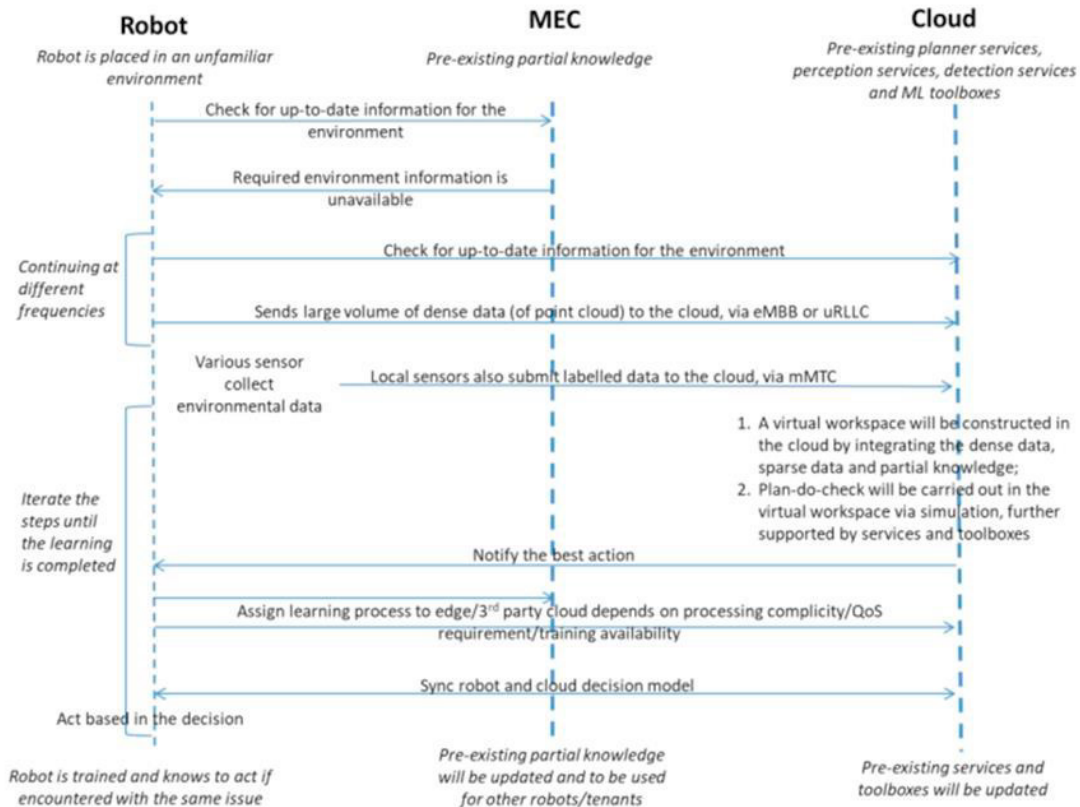 Robot
MEC
Cloud
Robot is placed in an unfamiliar
environment
Pre-existing partial knowledge
Pre-existing planner services,
perception services, detection services
and ML toolboxes
Check for up-to-date information for the
environment
Required environment information is
unavailable
Continuing at
different
frequencies
Check for up-to-date information for the environment
Sends large volume of dense data (of point cloud) to the cloud, via eMBB or uRLLC
Various sensor
collect
environmental data
Local sensors also submit labelled data to the cloud, via mMTC
1. A virtual workspace will be constructed in
the cloud by integrating the dense data,
sparse data and partial knowledge;
2. Plan-do-check will be carried out in the
virtual workspace via simulation, further
supported by services and toolboxes
Iterate the
steps until
the learning
is completed
Notify the best action
Assign learning process to edge/3rd party cloud depends on processing complicity/QoS
requirement/training availability
Sync robot and cloud decision model
Act based in the decision
Robot is trained and knows to act if
encountered with the same issue
Pre-existing partial knowledge
will be updated and to be used
for other robots/tenants
Pre-existing services and
toolboxes will be updated